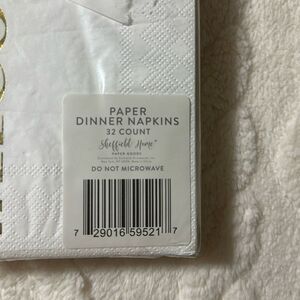 PAPER
DINNER NAPKINS
32 COUNT
Sheffield Home
PAPER GOODS
DO NOT MICROWAVE
7 29016 59521 7